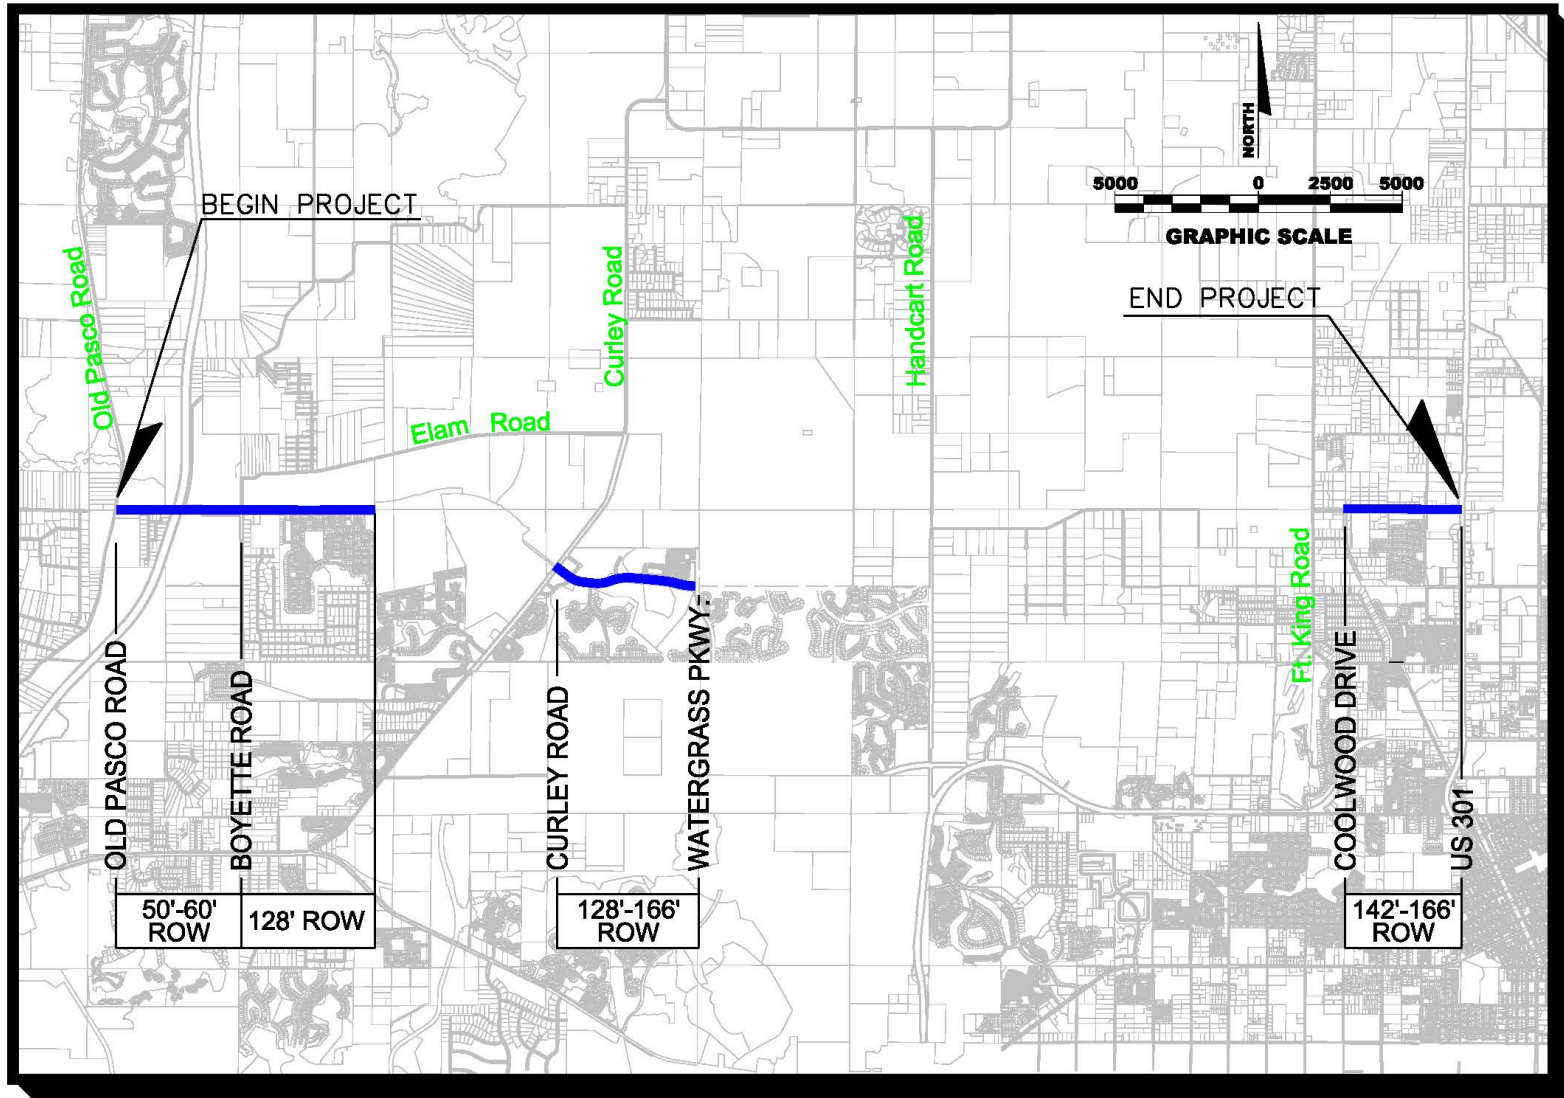 NORTH
5000 0 2500 5000
GRAPHIC SCALE
BEGIN PROJECT
END PROJECT
Old Pasco Road
Curley Road
Handcart Road
Elam Road
Ft. King Road
OLD PASCO ROAD
BOYETTE ROAD
CURLEY ROAD
WATERGRASS PKWY.
COOLWOOD DRIVE
US 301
50'-60'
ROW
128' ROW
128'-166'
ROW
142'-166'
ROW